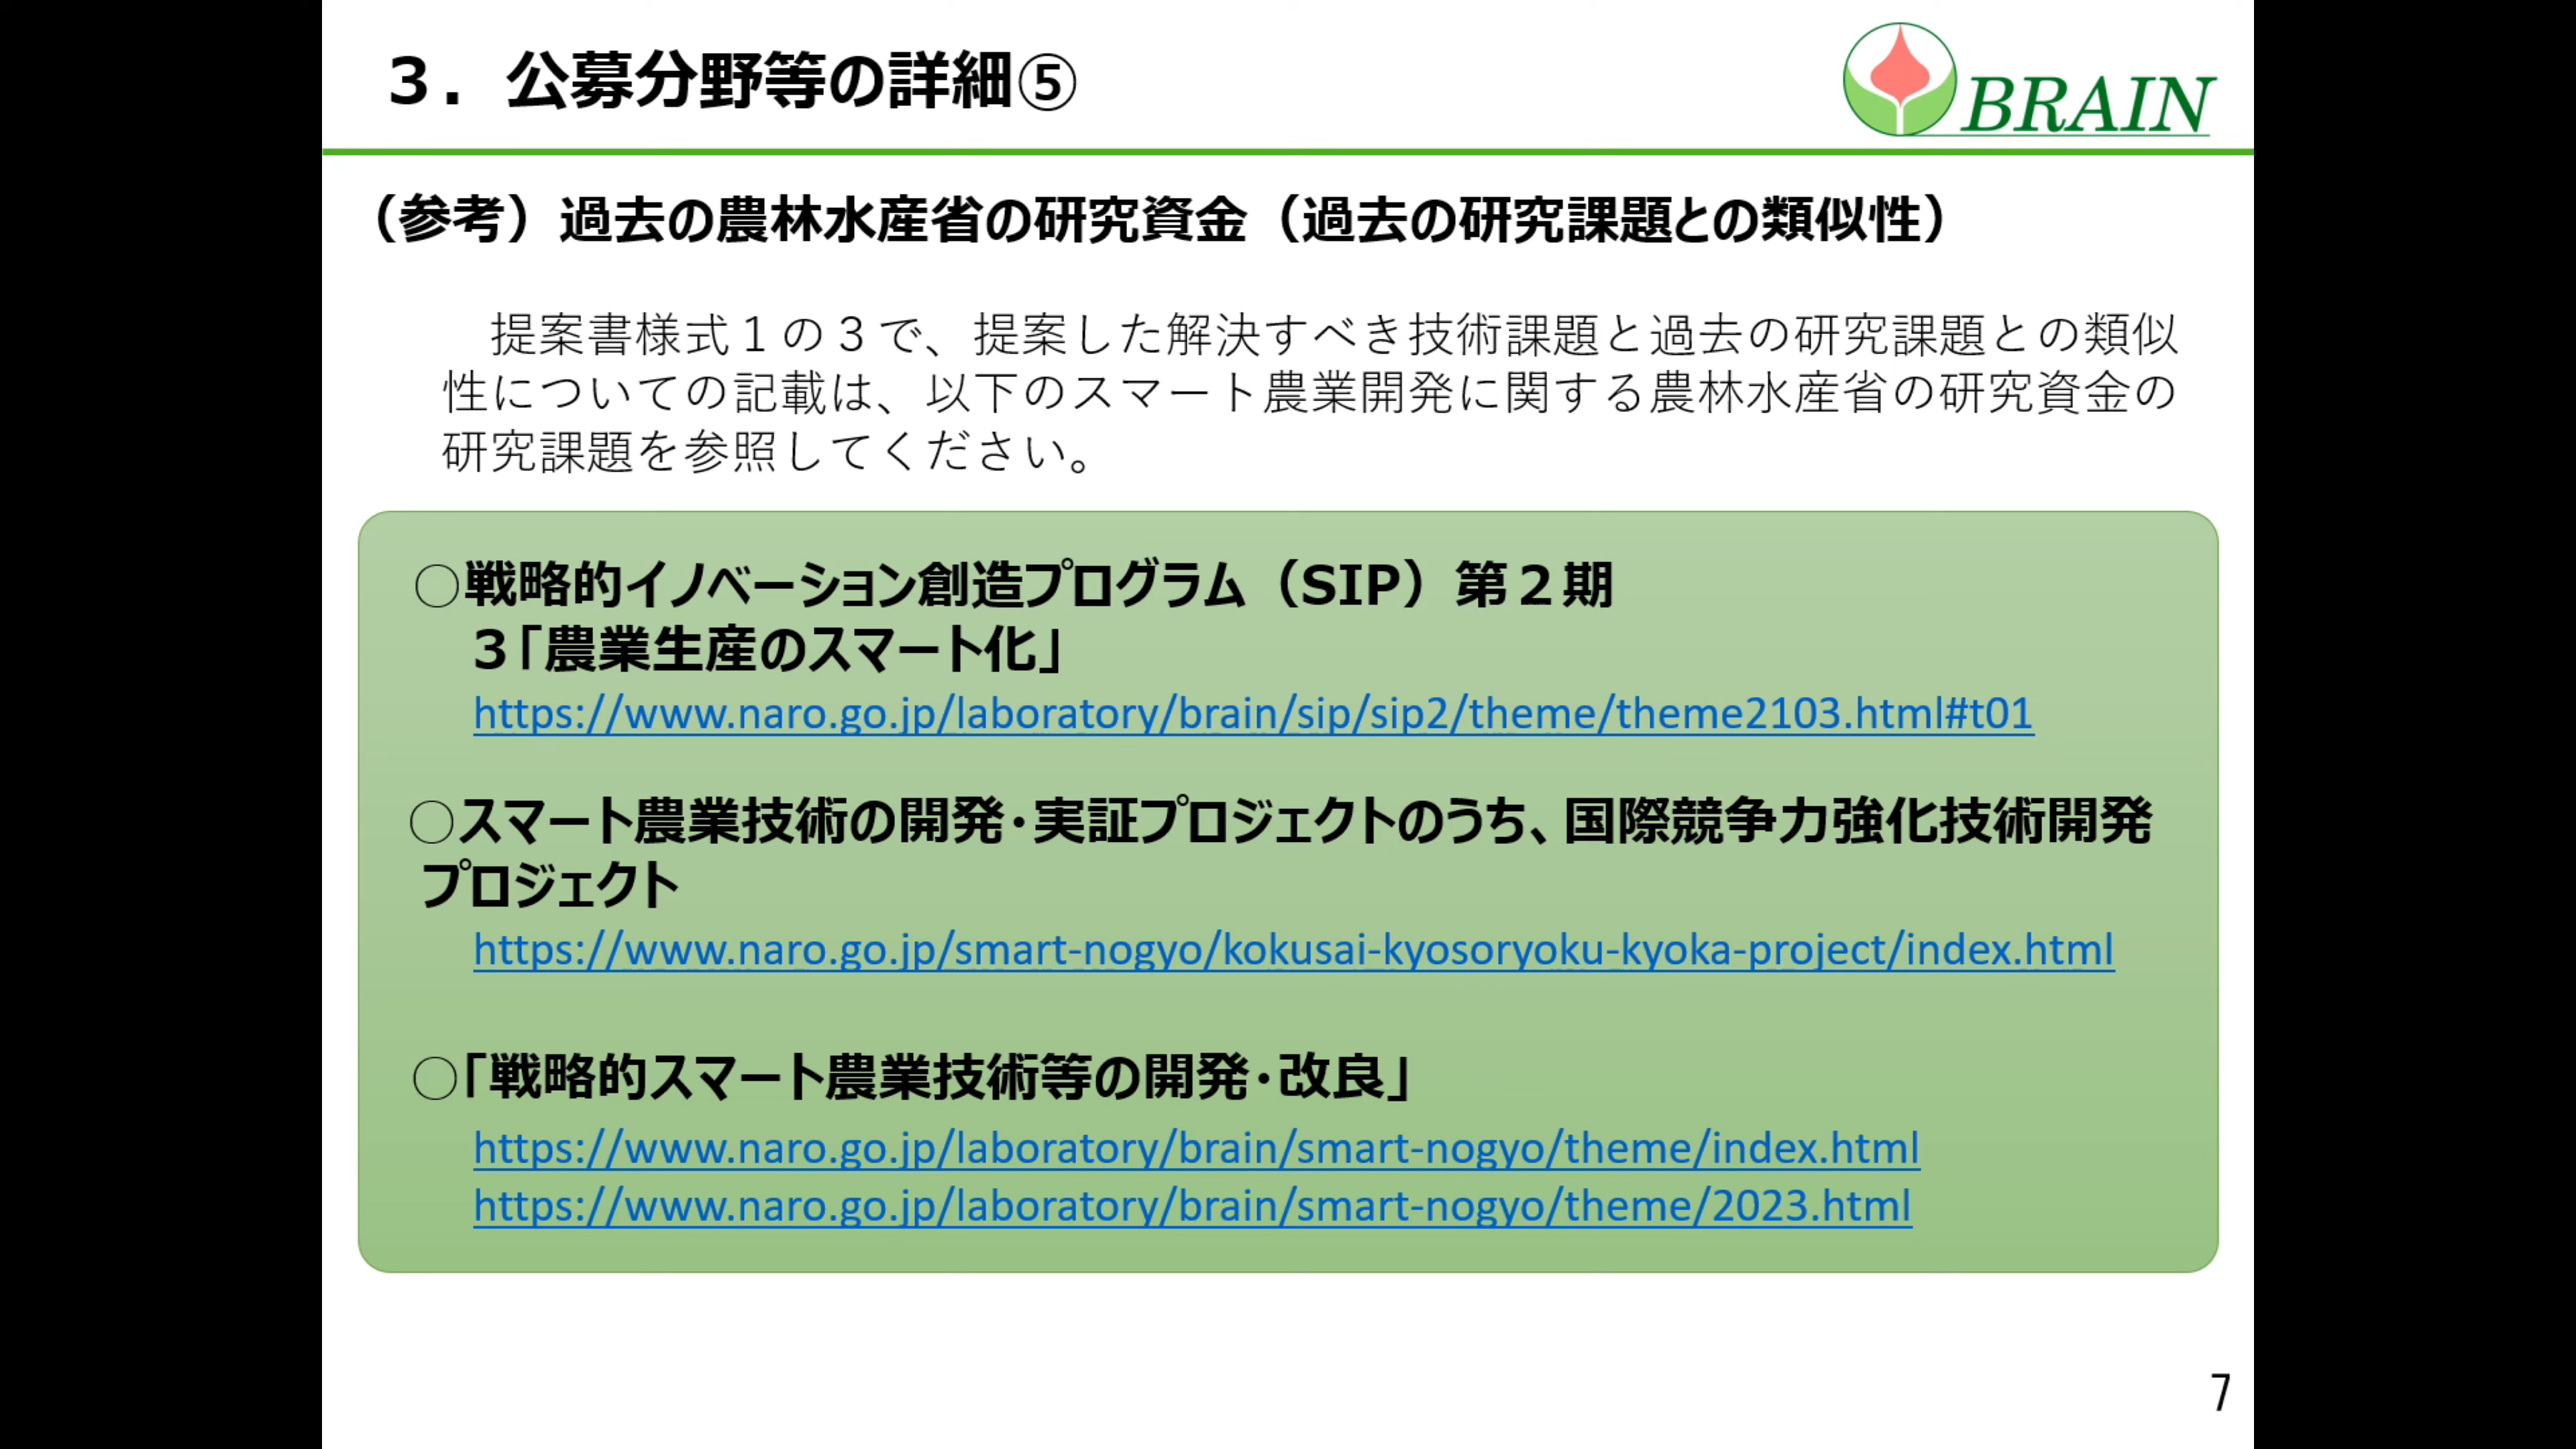 ３．公募分野等の詳細⑤
BRAIN
（参考）過去の農林水産省の研究資金（過去の研究課題との類似性）
提案書様式１の３で、提案した解決すべき技術課題と過去の研究課題との類似
性についての記載は、以下のスマート農業開発に関する農林水産省の研究資金の
研究課題を参照してください。
○戦略的イノベーション創造プログラム（SIP）第２期
３「農業生産のスマート化」
https://www.naro.go.jp/laboratory/brain/sip/sip2/theme/theme2103.html#t01
○スマート農業技術の開発・実証プロジェクトのうち、国際競争力強化技術開発
プロジェクト
https://www.naro.go.jp/smart-nogyo/kokusai-kyosoryoku-kyoka-project/index.html
○「戦略的スマート農業技術等の開発・改良」
https://www.naro.go.jp/laboratory/brain/smart-nogyo/theme/index.html
https://www.naro.go.jp/laboratory/brain/smart-nogyo/theme/2023.html
7